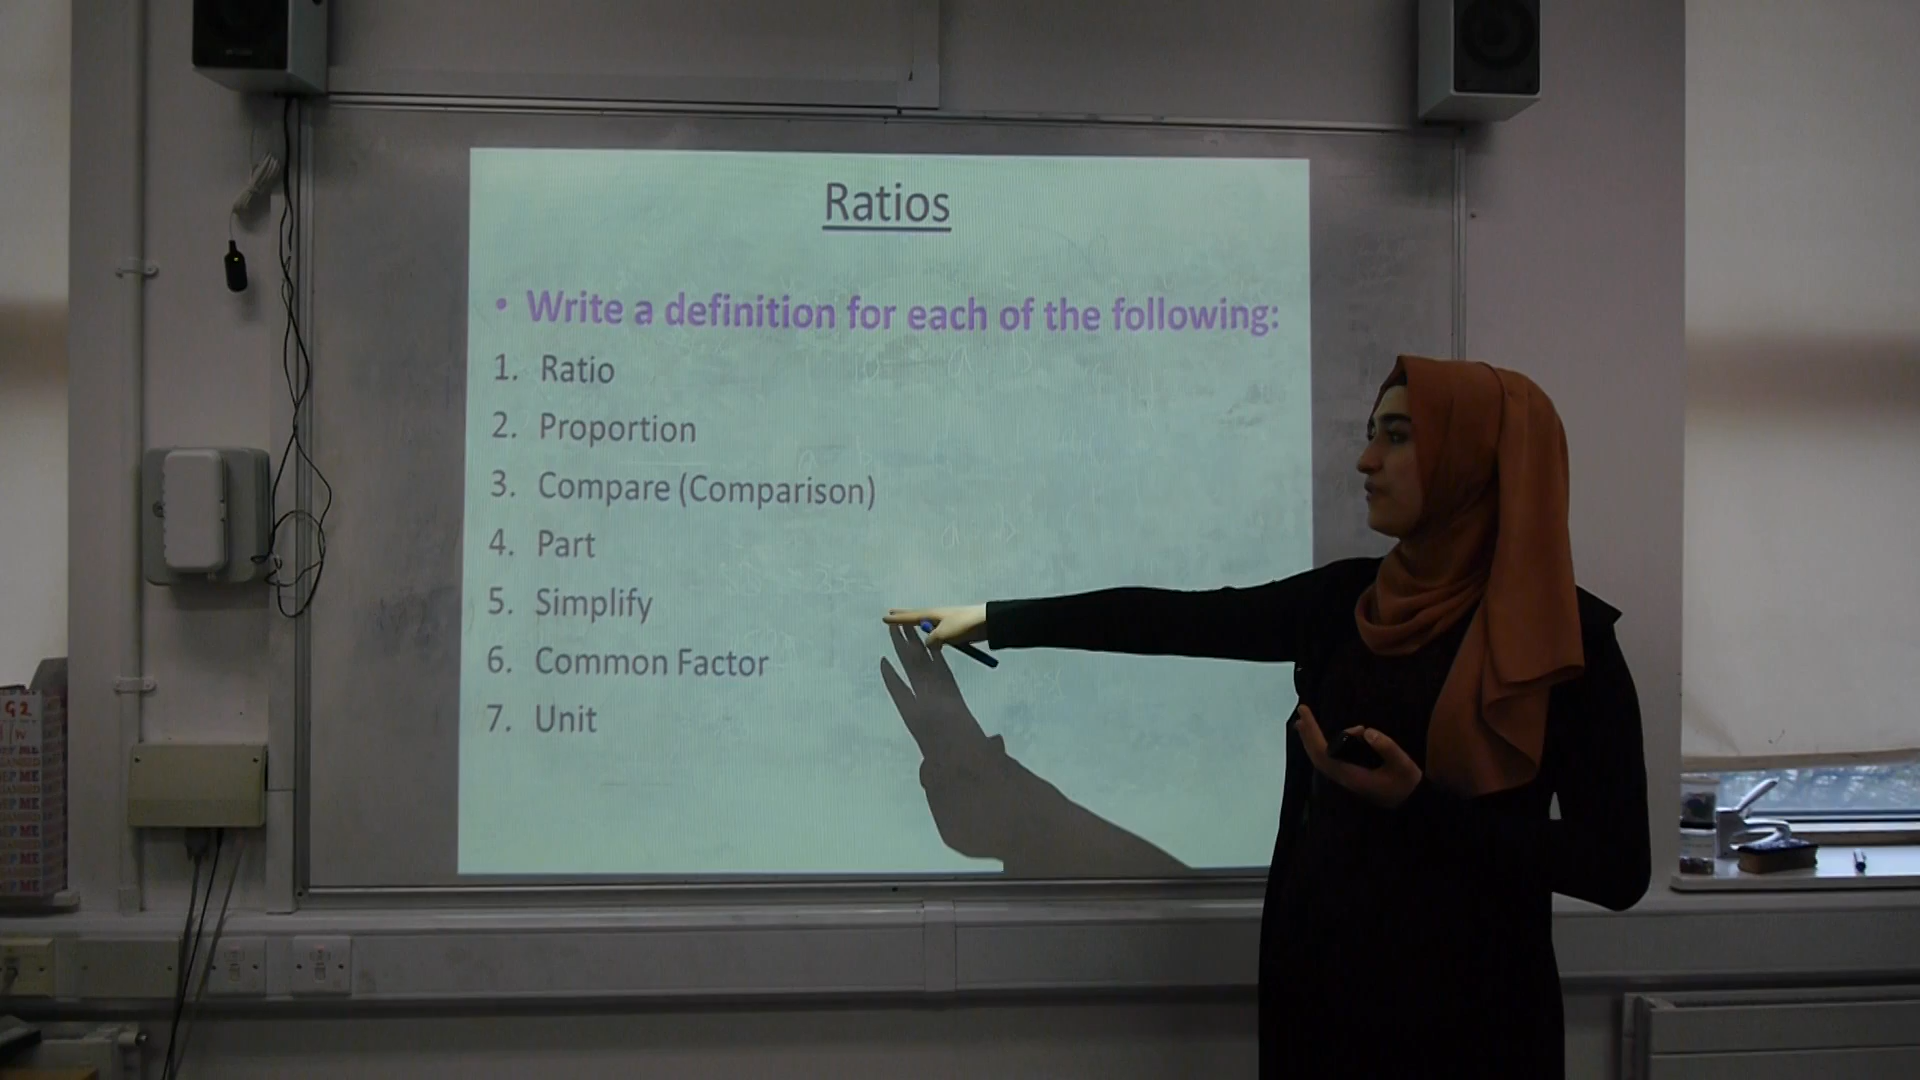 Ratios
• Write a definition for each of the following:
1. Ratio
2. Proportion
3. Compare (Comparison)
4. Part
5. Simplify
6. Common Factor
7. Unit
G2